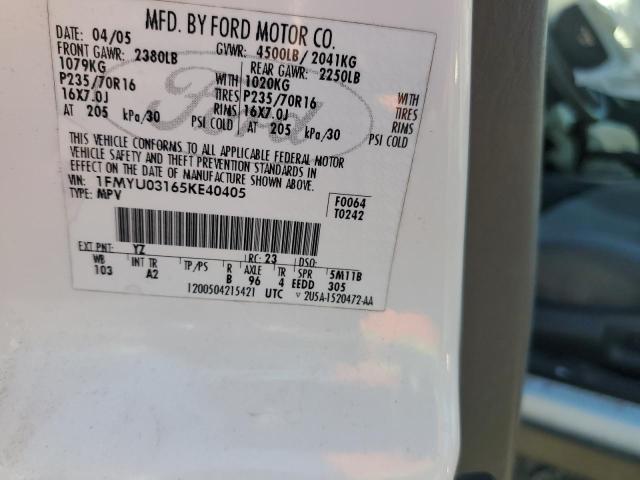 MFD. BY FORD MOTOR CO.
DATE: 04/05 GVWR: 4500LB/2041KG
FRONT GAWR: 2380LB REAR GAWR: 2250LB
1079KG WITH 1020KG WITH
P235/70R16 TIRES P235/70R16 TIRES
16X7.0J RIMS 16X7.0J RIMS
AT 205 kPa/30 PSI COLD AT 205 kPa/30 PSI COLD
Ford
THIS VEHICLE CONFORMS TO ALL APPLICABLE FEDERAL MOTOR
VEHICLE SAFETY AND THEFT PREVENTION STANDARDS IN
EFFECT ON THE DATE OF MANUFACTURE SHOWN ABOVE.
VIN: 1FMYU03165KE40405 F0064
TYPE: MPV T0242
EXT PNT: YZ RC: 23 DSO:
WB INT TR TP/PS R AXLE TR SPR 5M11B
103 A2 B 96 4 EEDD 305
1200504215421 UTC V 2U5A-1520472-AA